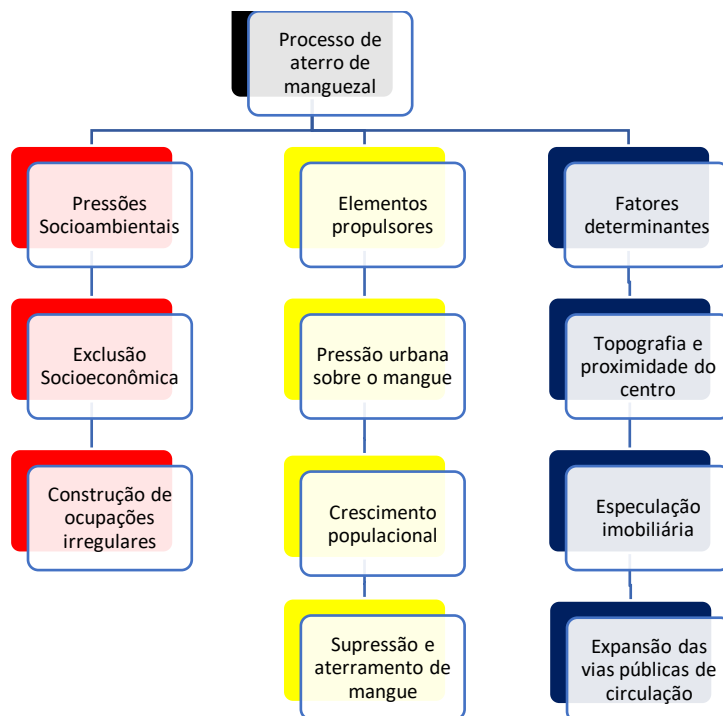 Processo de
aterro de
manguezal
Pressões
Socioambientais
Elementos
propulsores
Fatores
determinantes
Exclusão
Socioeconômica
Pressão urbana
sobre o mangue
Topografia e
proximidade do
centro
Construção de
ocupações
irregulares
Crescimento
populacional
Especulação
imobiliária
Supressão e
aterramento de
mangue
Expansão das
vias públicas de
circulação